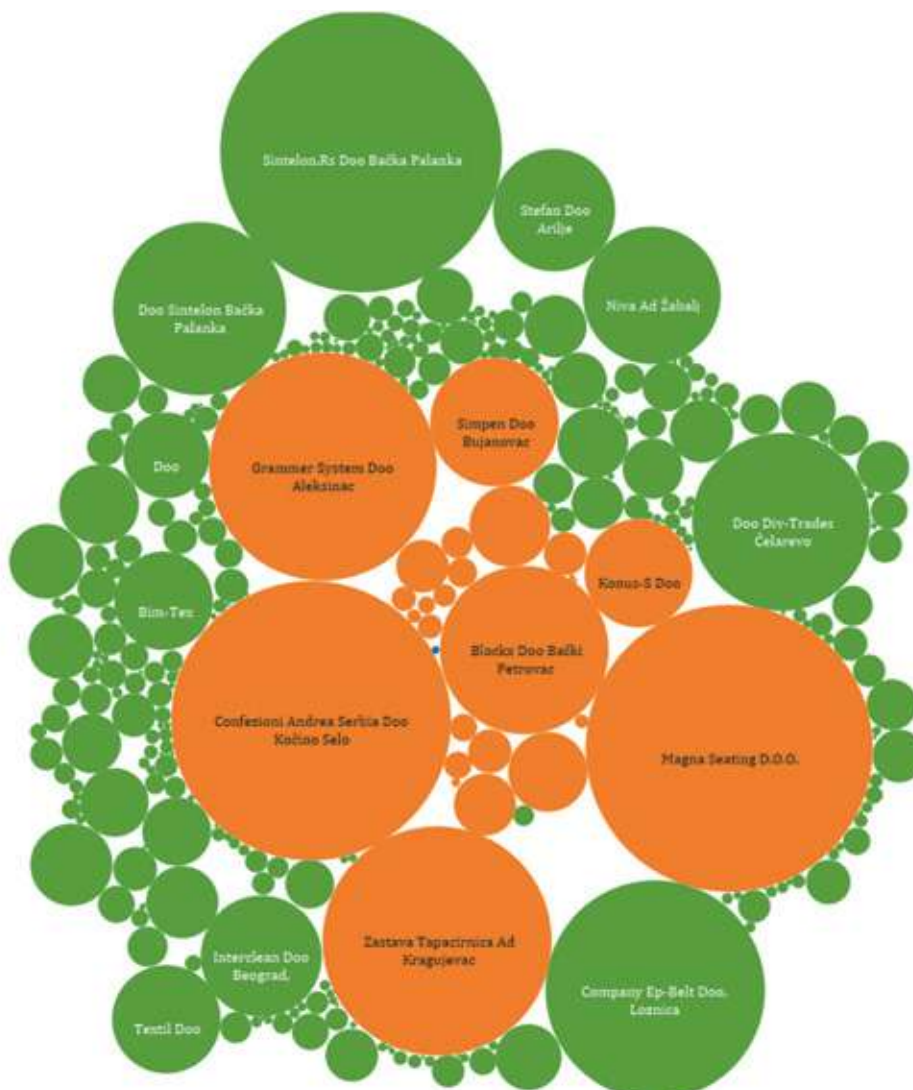 Sintelon.Rs Doo Bačka Palanka
Stefan Doo
Arilje
Niva Ad Žabalj
Doo Sintelon Bačka
Palanka
Simpen Doo
Bujanovac
Grammer System Doo
Aleksinac
Doo
Doo Div-Trades
Čelarevo
Konus-S Doo
Bim-Tex
Blocks Doo Bački
Petrovac
Confezioni Andrea Serbia Doo
Kočino Selo
Magna Seating D.O.O.
Zastava Tapacirnica Ad
Kragujevac
Interclean Doo
Beograd.
Company Ep-Belt Doo.
Loznica
Textil Doo